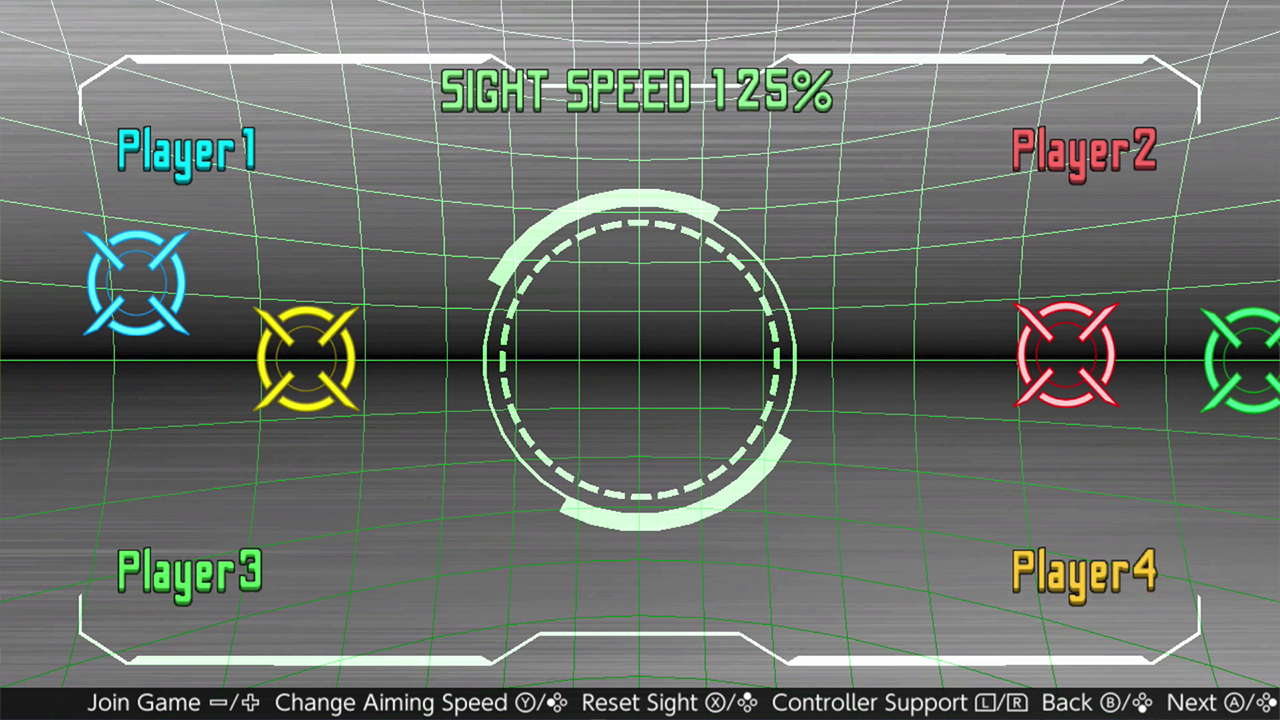 SIGHT SPEED 125%
Player1
Player2
Player3
Player4
Join Game −/+ Change Aiming Speed Ⓨ/ Reset Sight Ⓧ/ Controller Support L/R Back Ⓑ/ Next Ⓐ/